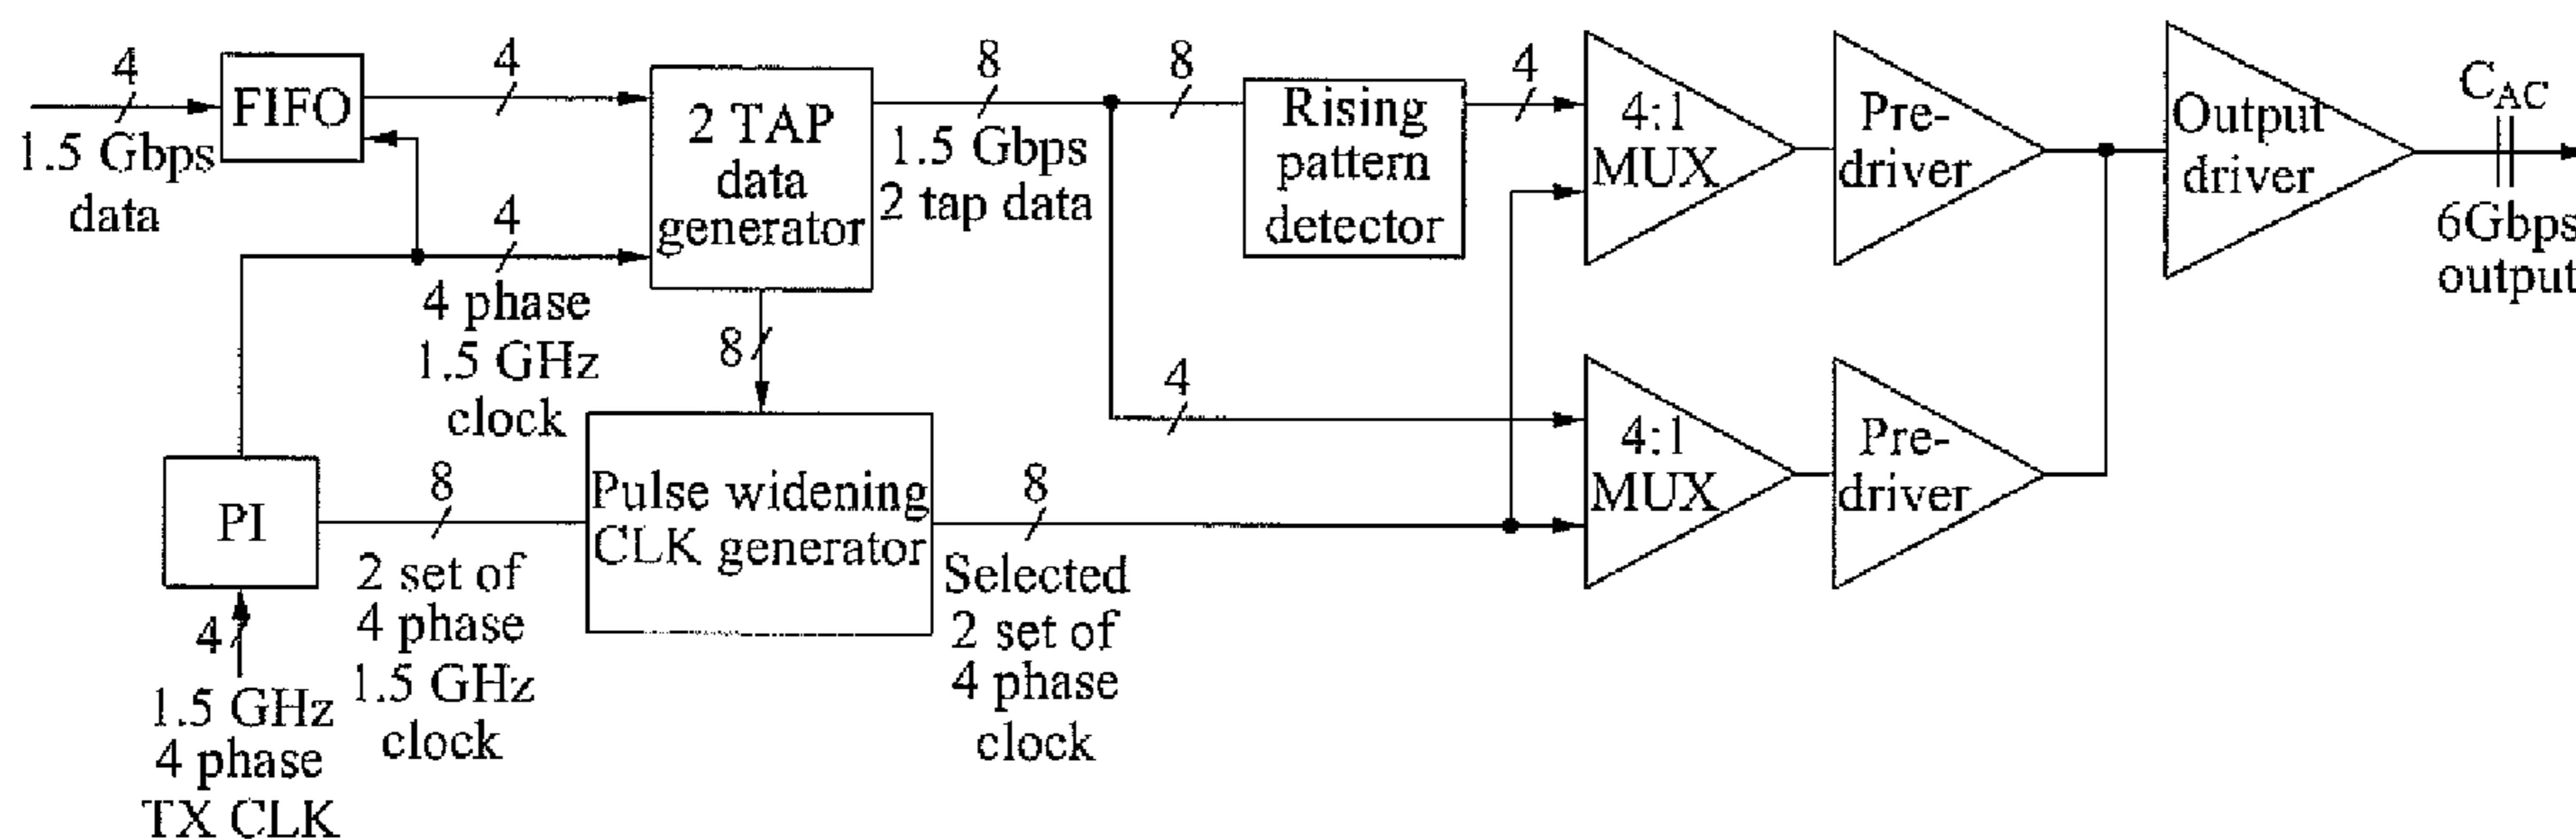 4
FIFO
1.5 Gbps
data
4
4
4 phase
1.5 GHz
clock
2 TAP
data
generator
8
8
1.5 Gbps
2 tap data
8
Rising
pattern
detector
4
4:1
MUX
Pre-
driver
Output
driver
C_AC
6Gbps
output
PI
4
1.5 GHz
4 phase
TX CLK
8
2 set of
4 phase
1.5 GHz
clock
Pulse widening
CLK generator
8
Selected
2 set of
4 phase
clock
4
4:1
MUX
Pre-
driver